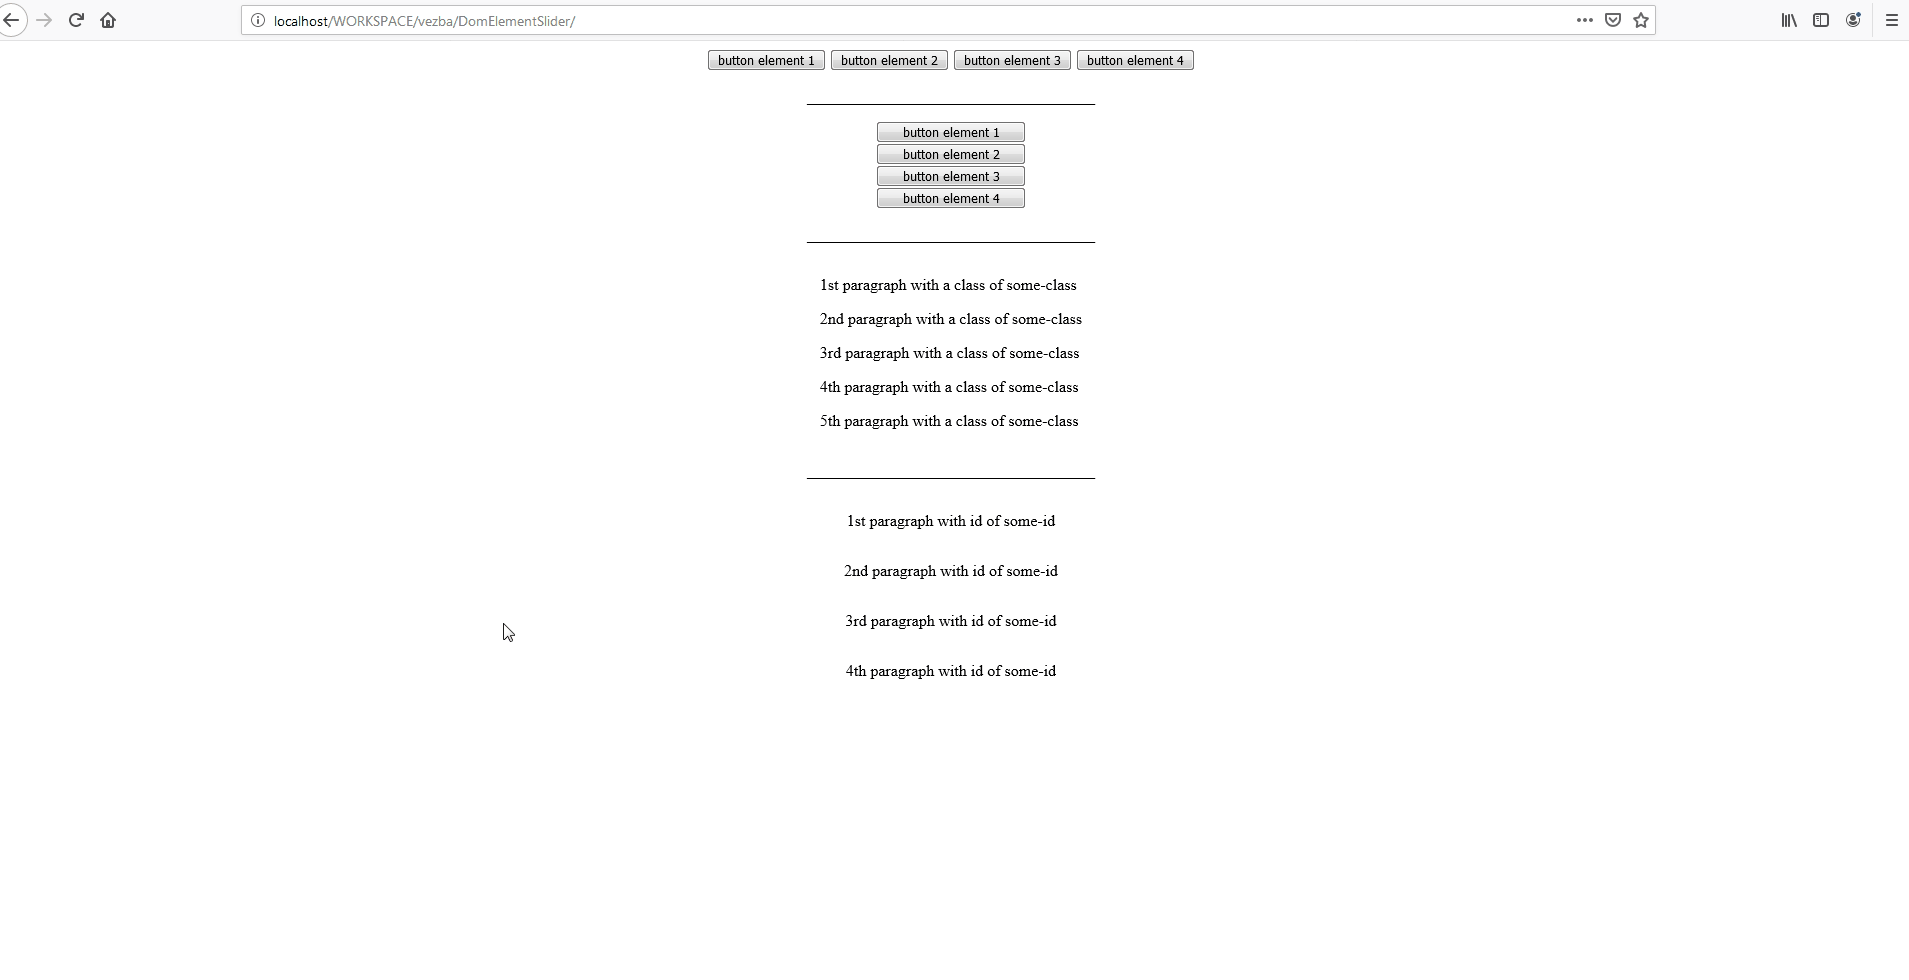 localhost/WORKSPACE/vezba/DomElementSlider/
button element 1 button element 2 button element 3 button element 4
button element 1
button element 2
button element 3
button element 4
1st paragraph with a class of some-class
2nd paragraph with a class of some-class
3rd paragraph with a class of some-class
4th paragraph with a class of some-class
5th paragraph with a class of some-class
1st paragraph with id of some-id
2nd paragraph with id of some-id
3rd paragraph with id of some-id
4th paragraph with id of some-id